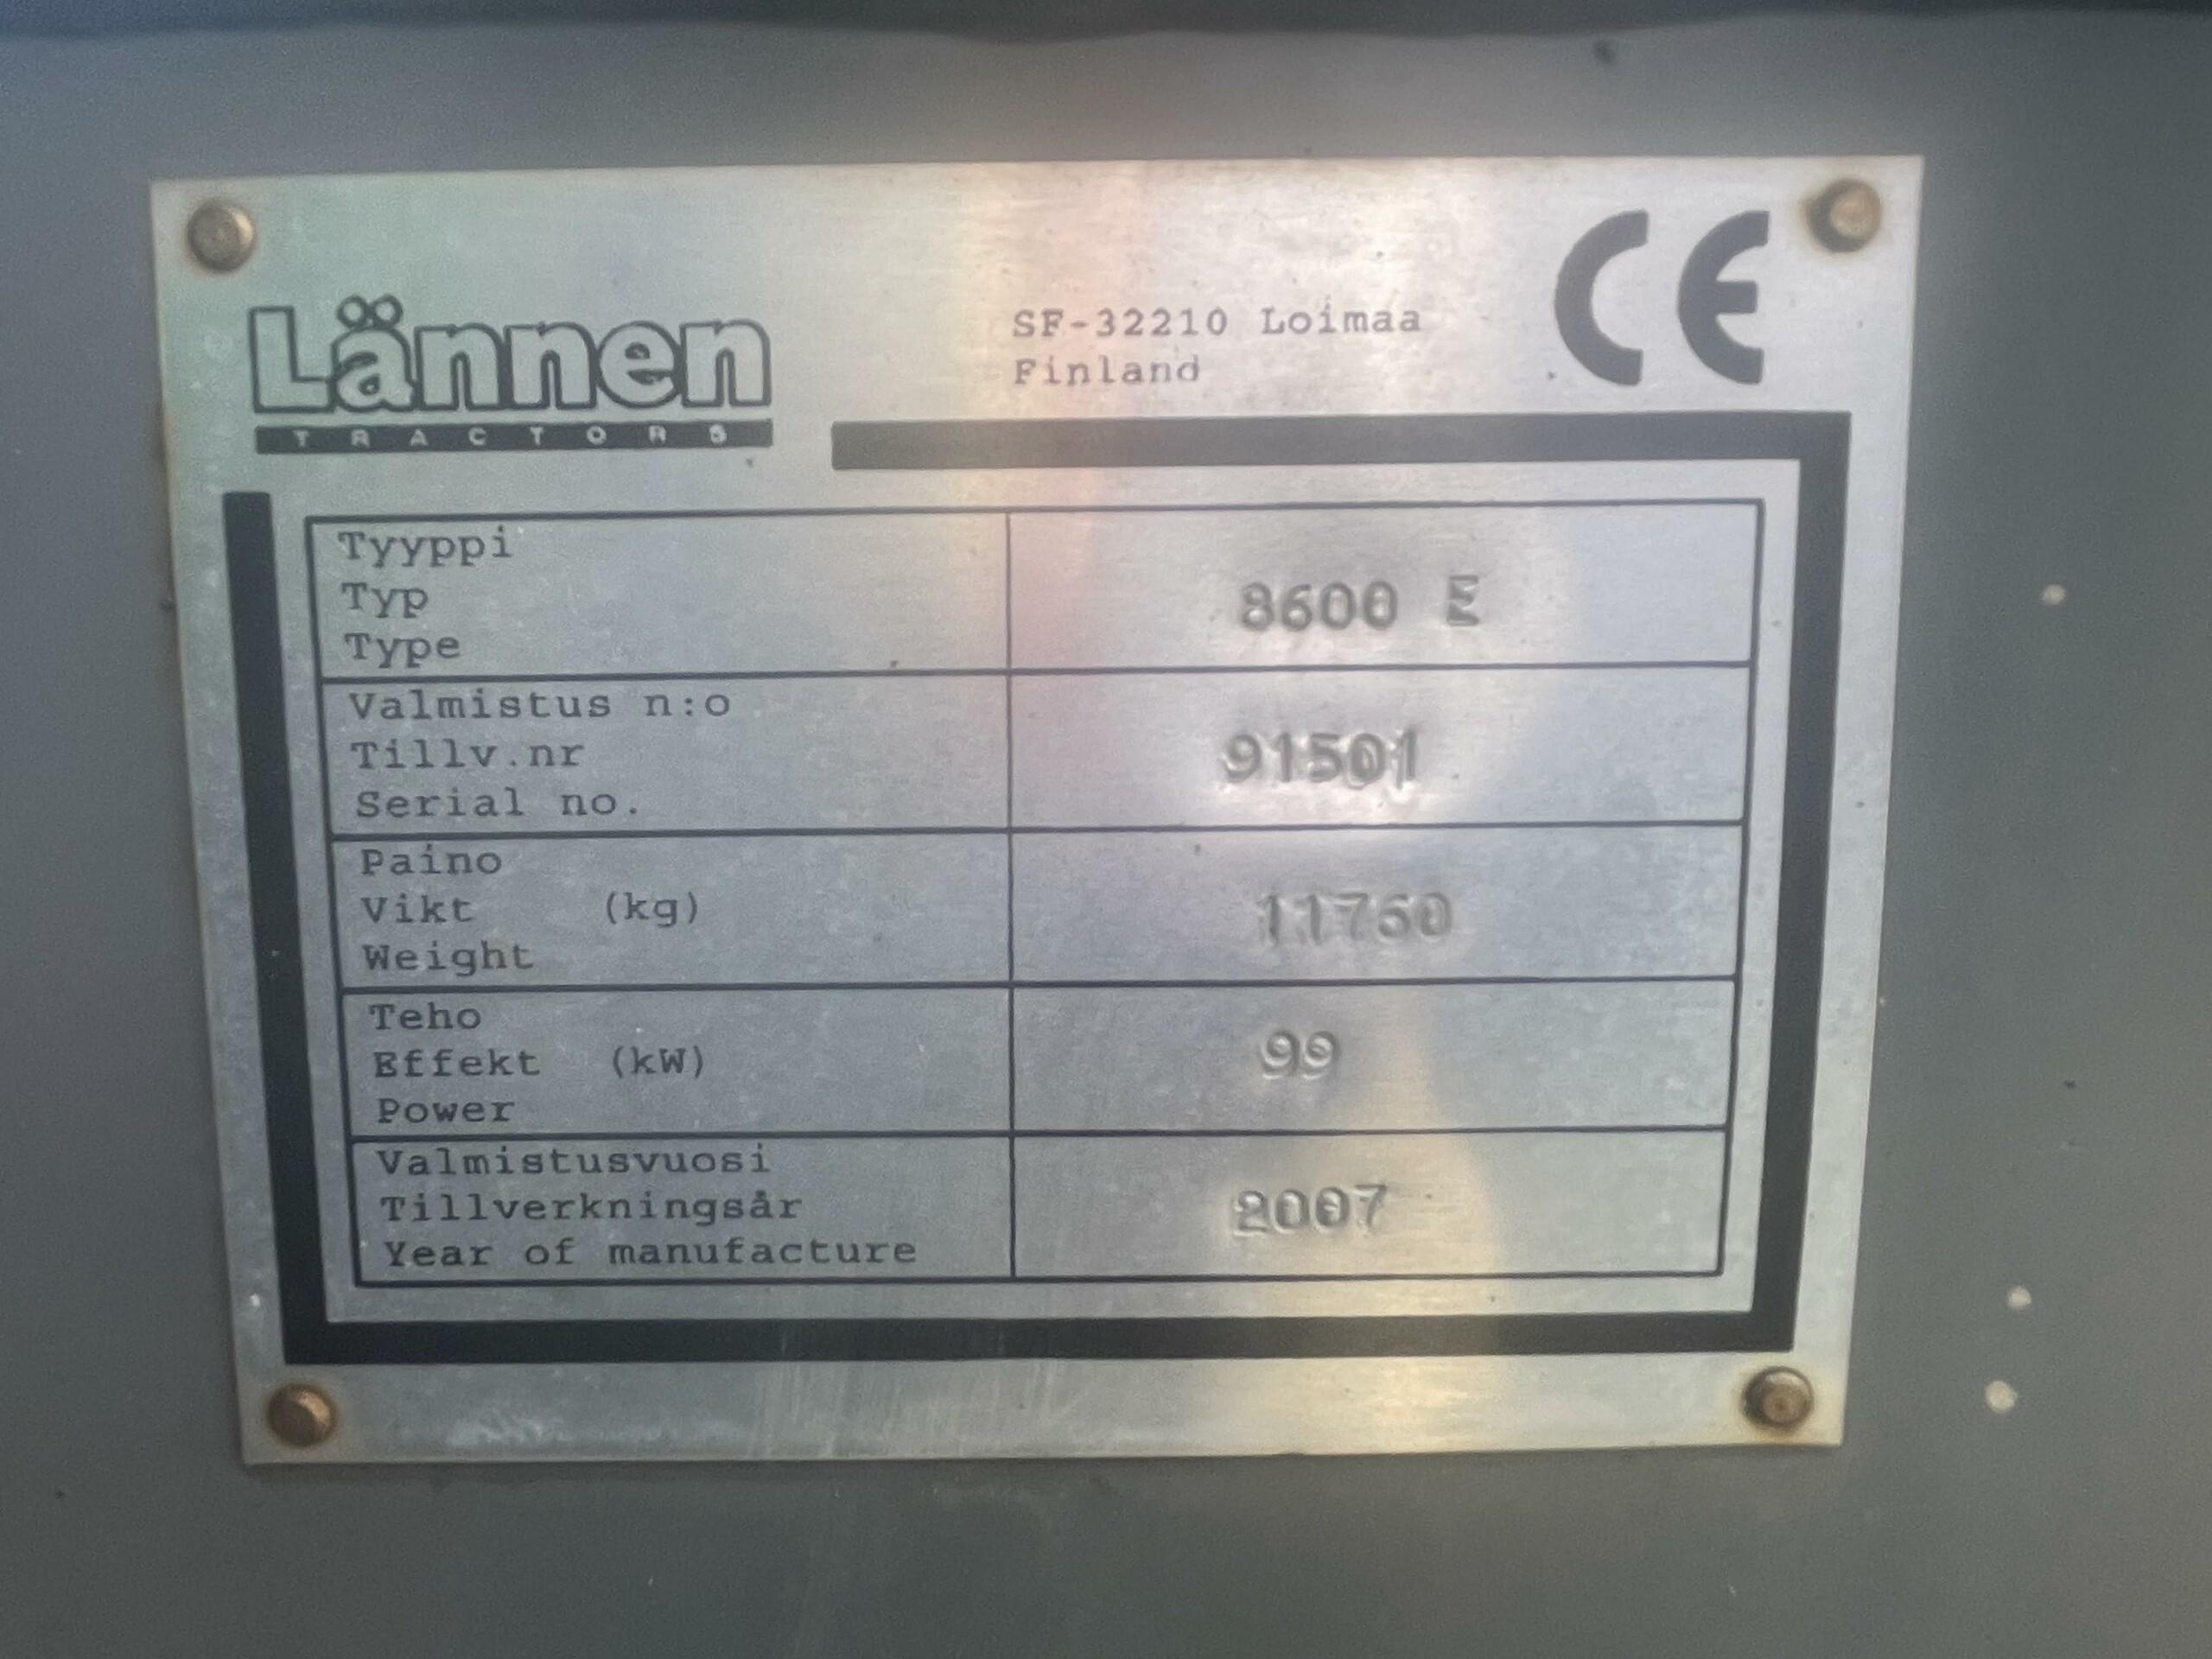 Lännen
TRACTORS
SF-32210 Loimaa
Finland
CE
Tyyppi
Typ
Type
8600 E
Valmistus n:o
Tillv.nr
Serial no.
91501
Paino
Vikt (kg)
Weight
11750
Teho
Effekt (kW)
Power
99
Valmistusvuosi
Tillverkningsår
Year of manufacture
2007